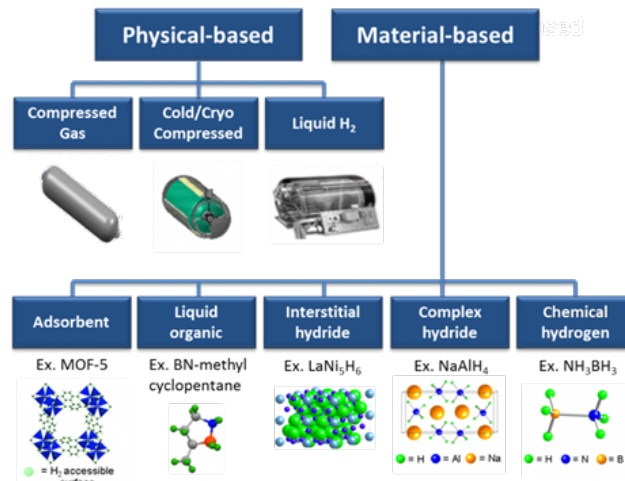 Physical-based
Material-based
Compressed
Gas
Cold/Cryo
Compressed
Liquid H₂
Adsorbent
Liquid
organic
Interstitial
hydride
Complex
hydride
Chemical
hydrogen
Ex. MOF-5
Ex. BN-methyl
cyclopentane
Ex. LaNi₅H₆
Ex. NaAlH₄
Ex. NH₃BH₃
= H₂ accessible
surface
= H = Al = Na
= H = N = B